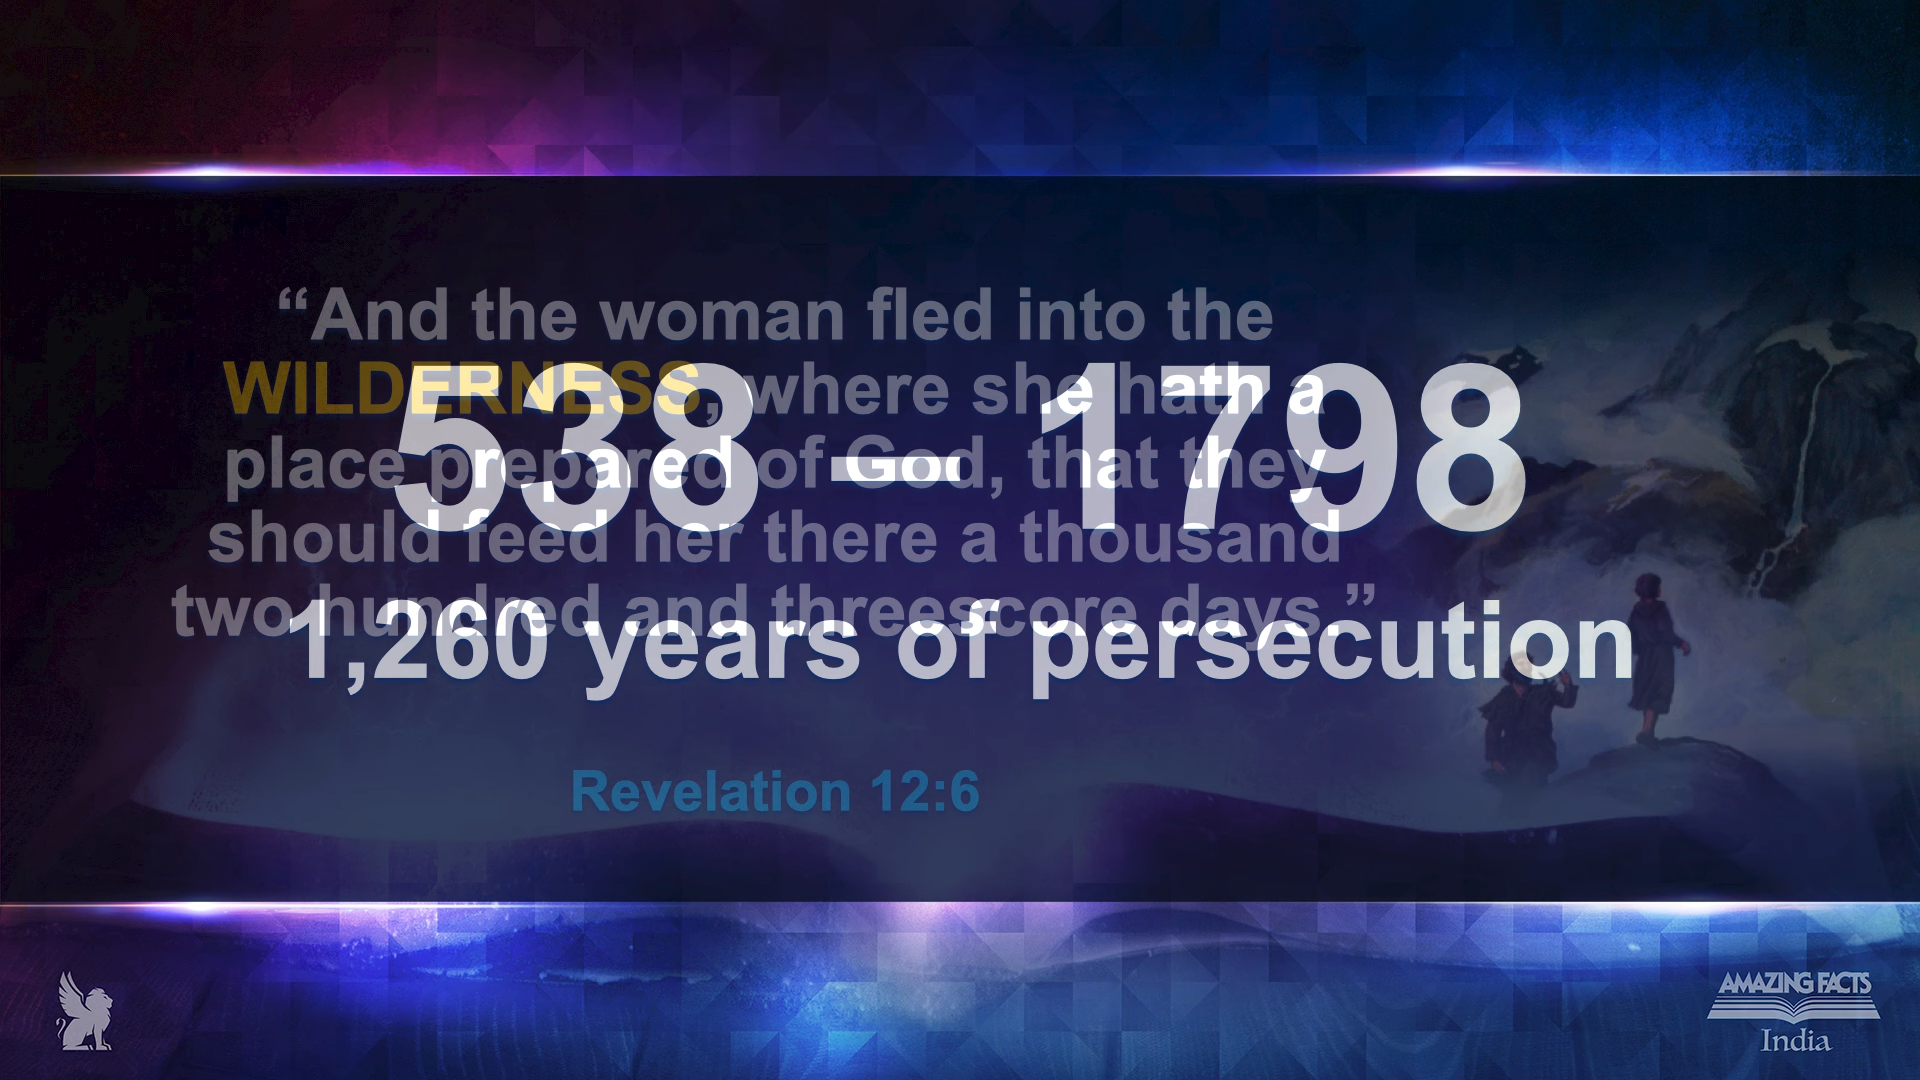 “And the woman fled into the
WILDERNESS, where she hath a
place prepared of God, that they
should feed her there a thousand
two hundred and threescore days.”
Revelation 12:6
538 – 1798
1,260 years of persecution
AMAZING FACTS
India